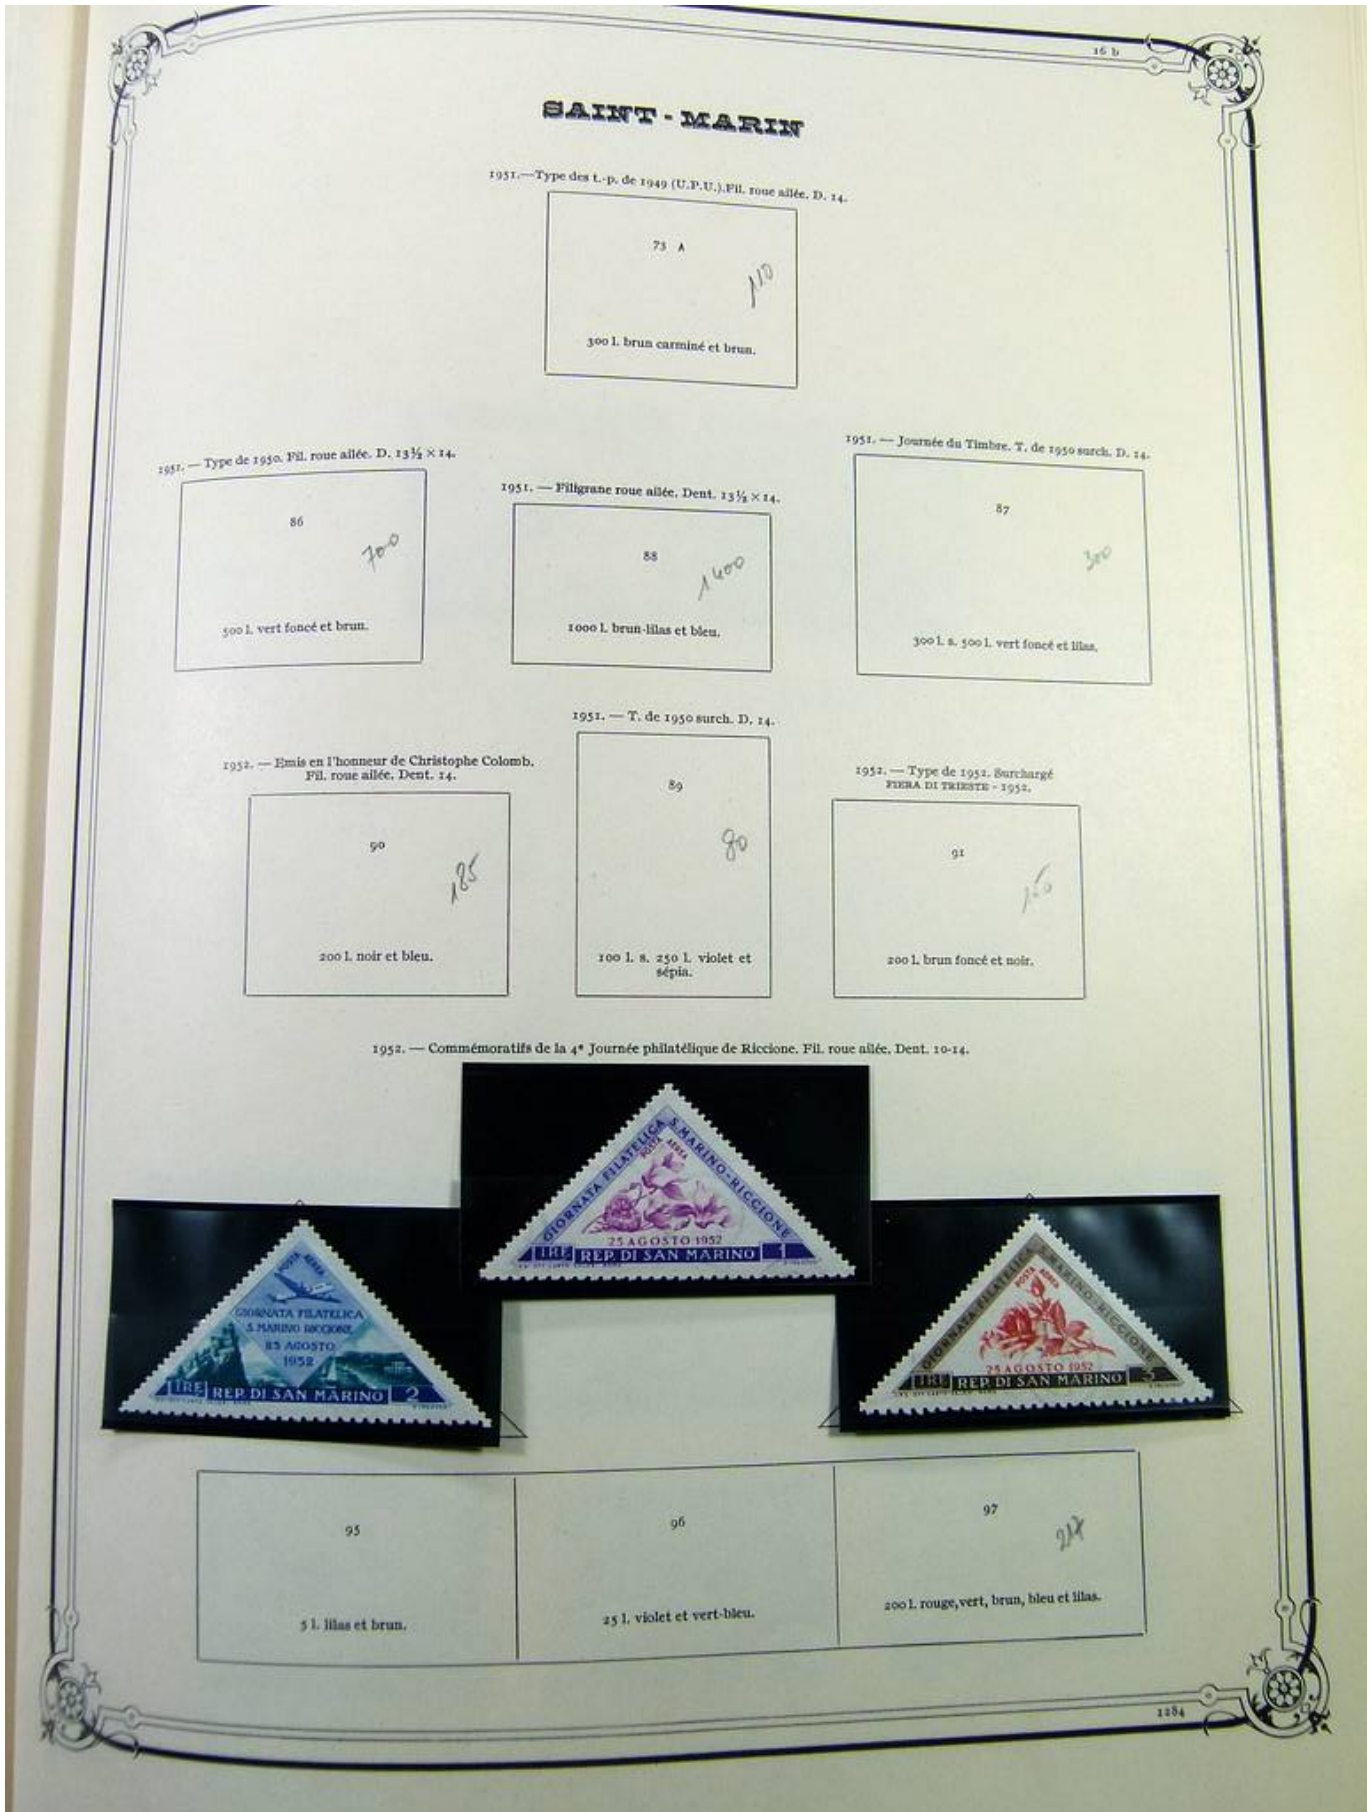 16 b
SAINT - MARIN
1951.—Type des t.-p. de 1949 (U.P.U.).Fil. roue ailée. D. 14.
73 A
110
300 l. brun carminé et brun.
1951. — Type de 1950. Fil. roue ailée. D. 13½ × 14.
86
700
500 l. vert foncé et brun.
1951. — Filigrane roue ailée. Dent. 13½ × 14.
88
1400
1000 l. brun-lilas et bleu.
1951. — Journée du Timbre. T. de 1950 surch. D. 14.
87
300
300 l. s. 500 l. vert foncé et lilas.
1952. — Emis en l'honneur de Christophe Colomb.
Fil. roue ailée. Dent. 14.
90
185
200 l. noir et bleu.
1951. — T. de 1950 surch. D. 14.
89
80
100 l. s. 250 l. violet et
sépia.
1952. — Type de 1952. Surchargé
FIERA DI TRIESTE - 1952.
91
150
200 l. brun foncé et noir.
1952. — Commémoratifs de la 4e Journée philatélique de Riccione. Fil. roue ailée. Dent. 10-14.
POSTA AEREA
GIORNATA FILATELICA
S. MARINO RICCIONE
25 AGOSTO
1952
LIRE REP. DI SAN MARINO 2
GIORNATA FILATELICA S. MARINO-RICCIONE
POSTA AEREA
25 AGOSTO 1952
LIRE REP. DI SAN MARINO 1
GIORNATA FILATELICA S. MARINO-RICCIONE
POSTA AEREA
25 AGOSTO 1952
LIRE REP. DI SAN MARINO 3
95
5 l. lilas et brun.
96
25 l. violet et vert-bleu.
97
200 l. rouge, vert, brun, bleu et lilas.
1284